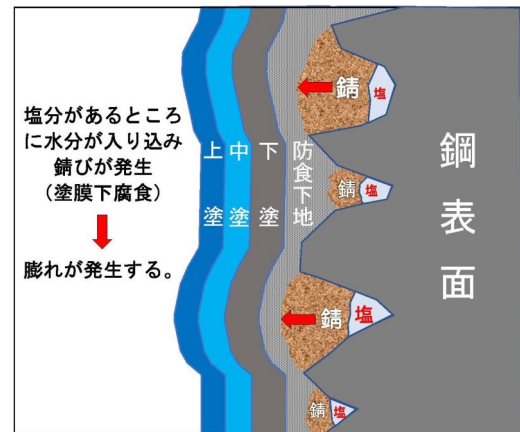 塩分があるところ
に水分が入り込み
錆びが発生
（塗膜下腐食）
膨れが発生する。
上塗
中塗
下塗
防食下地
錆
塩
錆
塩
錆
塩
錆
塩
鋼表面